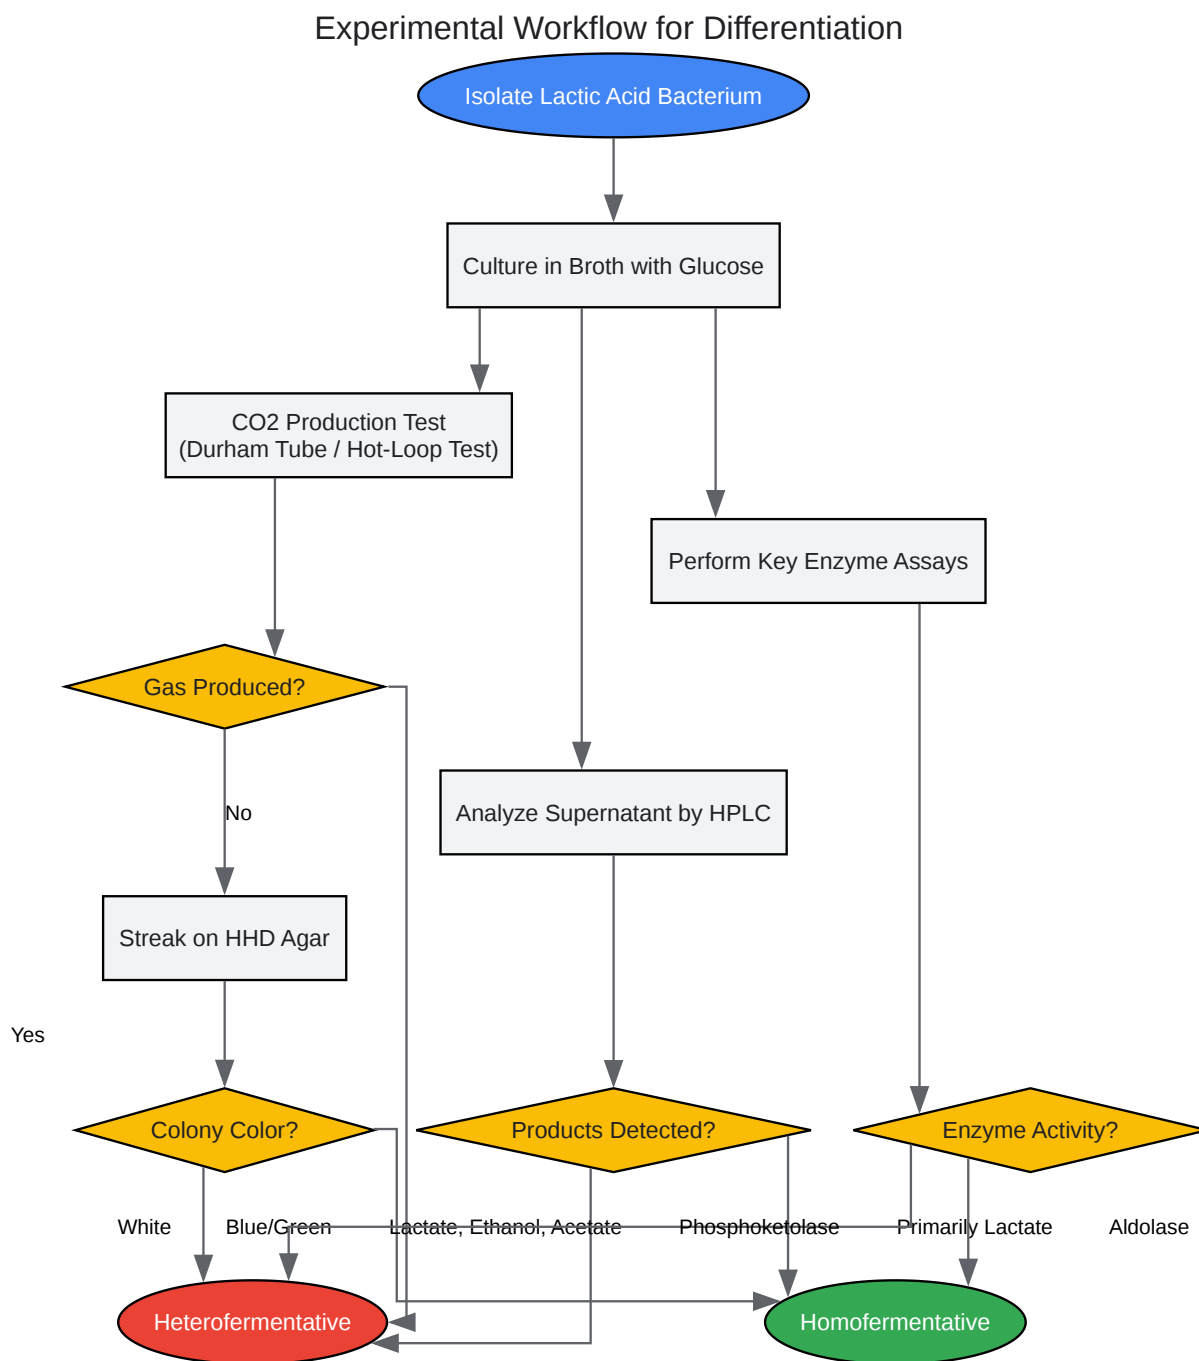 Experimental Workflow for Differentiation
Isolate Lactic Acid Bacterium
Culture in Broth with Glucose
CO2 Production Test
(Durham Tube / Hot-Loop Test)
Perform Key Enzyme Assays
Gas Produced?
No
Analyze Supernatant by HPLC
Streak on HHD Agar
Yes
Colony Color?
Products Detected?
Enzyme Activity?
White
Blue/Green
Lactate, Ethanol, Acetate
Phosphoketolase
Primarily Lactate
Aldolase
Heterofermentative
Homofermentative